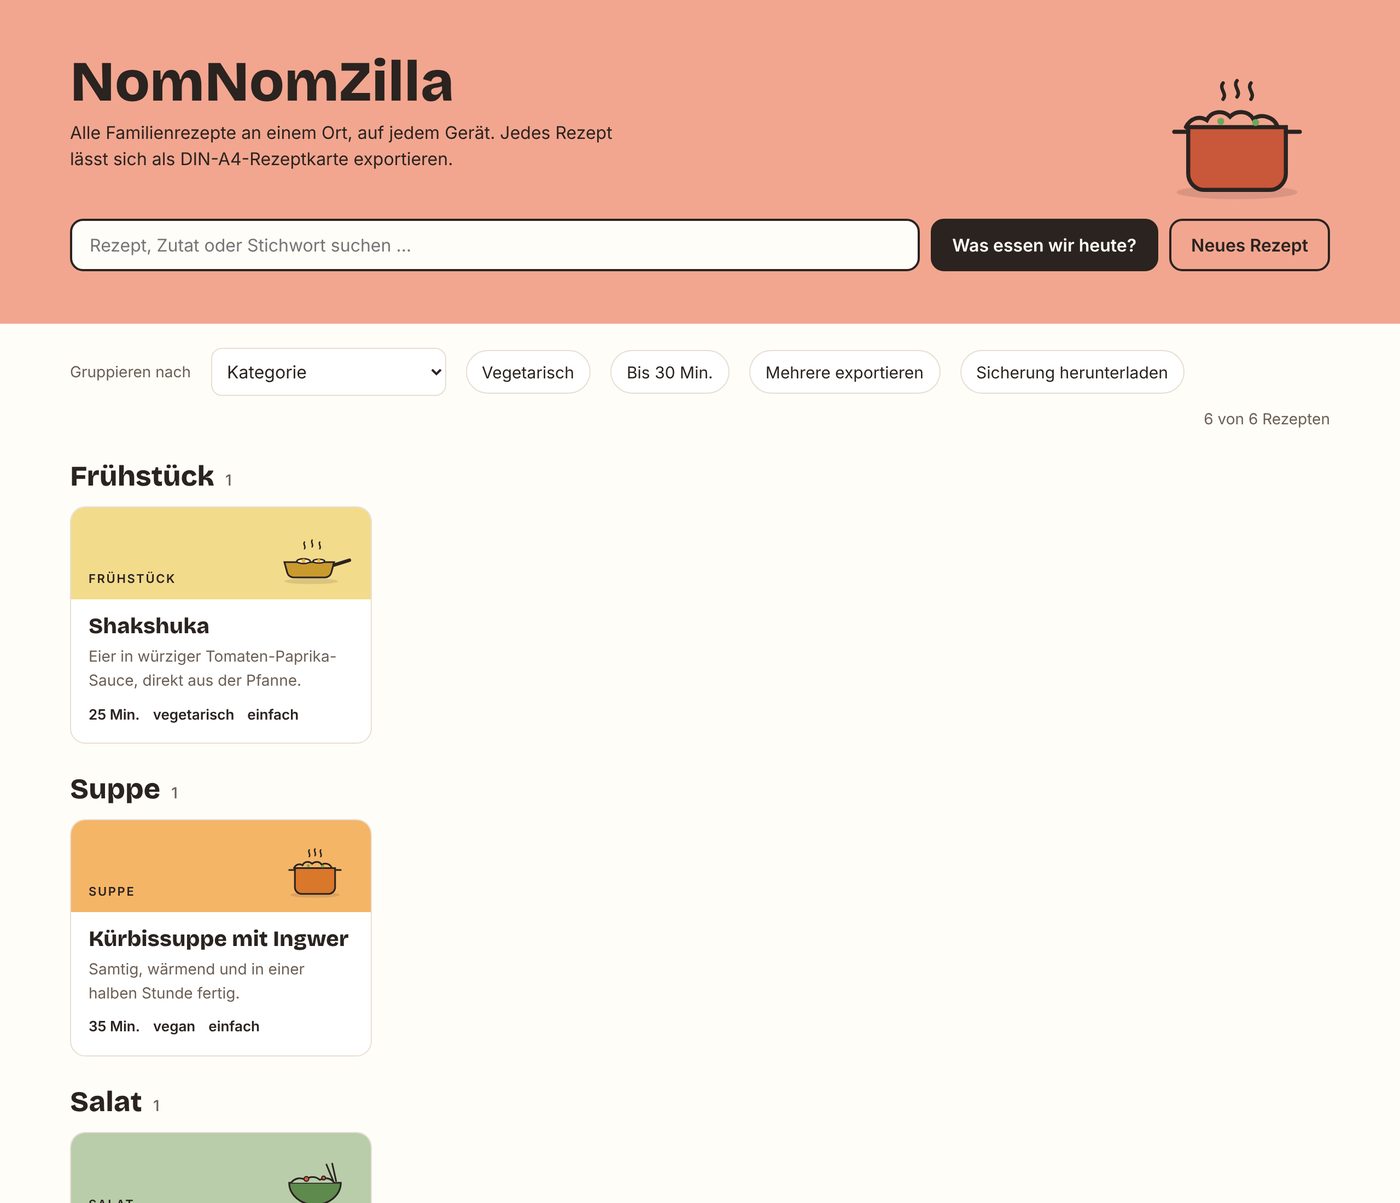 NomNomZilla
Alle Familienrezepte an einem Ort, auf jedem Gerät. Jedes Rezept
lässt sich als DIN-A4-Rezeptkarte exportieren.
Rezept, Zutat oder Stichwort suchen ...
Was essen wir heute?
Neues Rezept
Gruppieren nach
Kategorie
Vegetarisch
Bis 30 Min.
Mehrere exportieren
Sicherung herunterladen
6 von 6 Rezepten
Frühstück 1
FRÜHSTÜCK
Shakshuka
Eier in würziger Tomaten-Paprika-
Sauce, direkt aus der Pfanne.
25 Min. vegetarisch einfach
Suppe 1
SUPPE
Kürbissuppe mit Ingwer
Samtig, wärmend und in einer
halben Stunde fertig.
35 Min. vegan einfach
Salat 1
SALAT